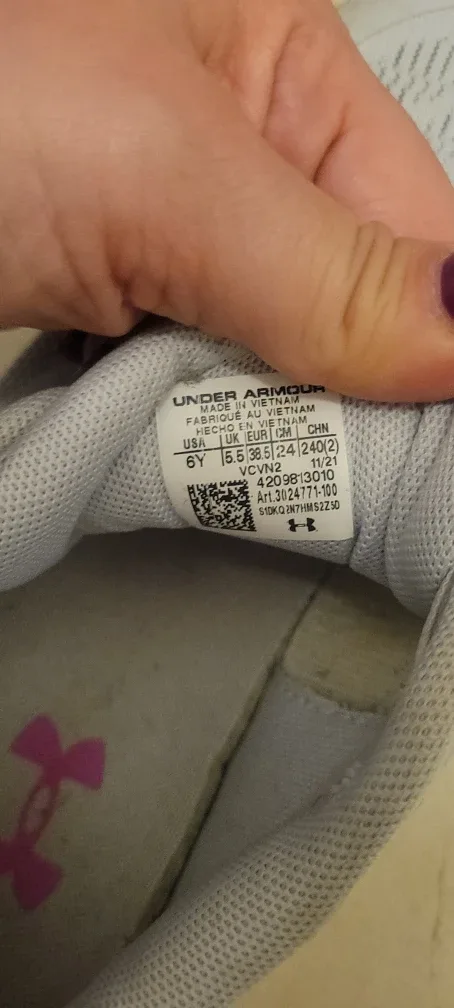 UNDER ARMOUR
MADE IN VIETNAM
FABRIQUÉ AU VIETNAM
HECHO EN VIETNAM
USA UK EUR CM CHN
6Y 5.5 38.5 24 240(2)
VCVN2 11/21
4209813010
Art.3024771-100
S1DKQ2N7HMS2Z5D